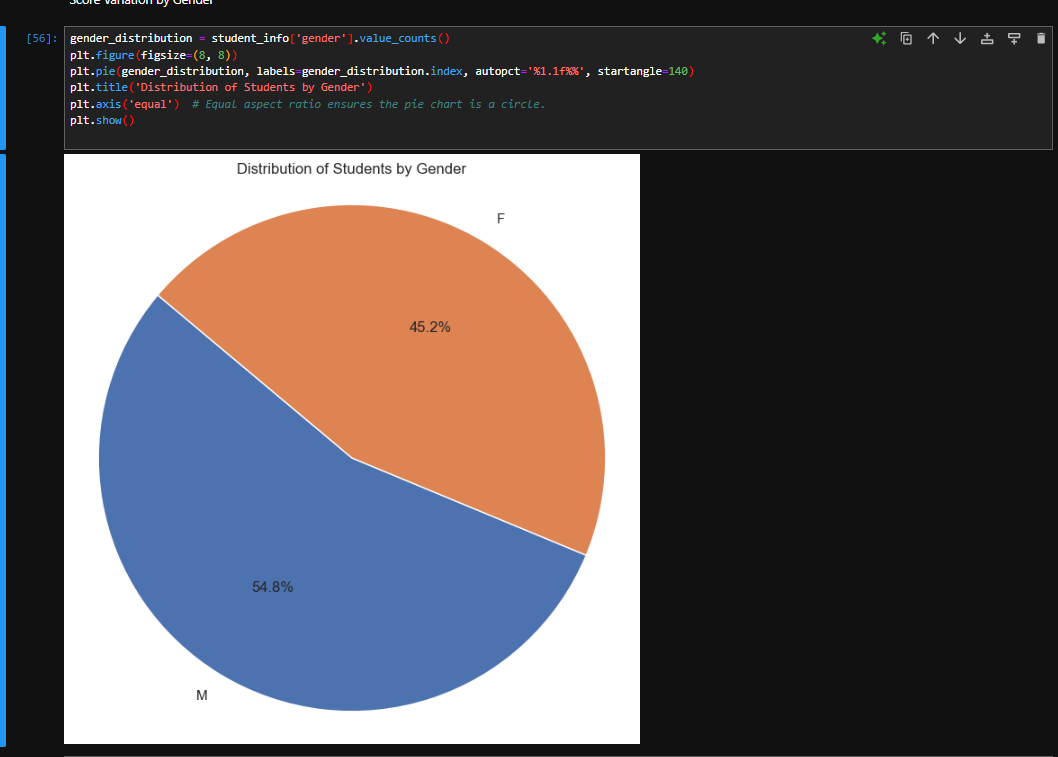 Score Variation by Gender
[56]: gender_distribution = student_info['gender'].value_counts()
plt.figure(figsize=(8, 8))
plt.pie(gender_distribution, labels=gender_distribution.index, autopct='%1.1f%%', startangle=140)
plt.title('Distribution of Students by Gender')
plt.axis('equal')  # Equal aspect ratio ensures the pie chart is a circle.
plt.show()
Distribution of Students by Gender
F
45.2%
54.8%
M